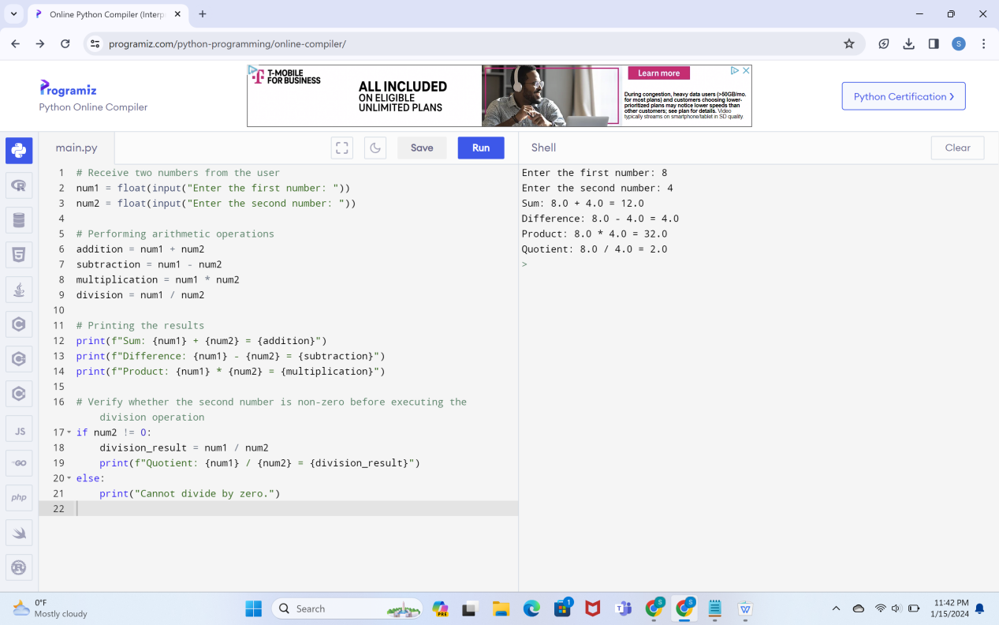 Online Python Compiler (Interp
programiz.com/python-programming/online-compiler/
S
Programiz
Python Online Compiler
T-MOBILE
FOR BUSINESS
ALL INCLUDED
ON ELIGIBLE
UNLIMITED PLANS
Learn more
During congestion, heavy data users (>50GB/mo.
for most plans) and customers choosing lower-
prioritized plans may notice lower speeds than
other customers; see plan for details. Video
typically streams on smartphone/tablet in SD quality.
Python Certification
main.py
Save
Run
Shell
Clear
1 # Receive two numbers from the user
2 num1 = float(input("Enter the first number: "))
3 num2 = float(input("Enter the second number: "))
4
5 # Performing arithmetic operations
6 addition = num1 + num2
7 subtraction = num1 - num2
8 multiplication = num1 * num2
9 division = num1 / num2
10
11 # Printing the results
12 print(f"Sum: {num1} + {num2} = {addition}")
13 print(f"Difference: {num1} - {num2} = {subtraction}")
14 print(f"Product: {num1} * {num2} = {multiplication}")
15
16 # Verify whether the second number is non-zero before executing the
division operation
17 if num2 != 0:
18 division_result = num1 / num2
19 print(f"Quotient: {num1} / {num2} = {division_result}")
20 else:
21 print("Cannot divide by zero.")
22
Enter the first number: 8
Enter the second number: 4
Sum: 8.0 + 4.0 = 12.0
Difference: 8.0 - 4.0 = 4.0
Product: 8.0 * 4.0 = 32.0
Quotient: 8.0 / 4.0 = 2.0
>
R
5
C
JS
GO
php
R
0°F
Mostly cloudy
Search
PRE
1
T
S
S
W
11:42 PM
1/15/2024